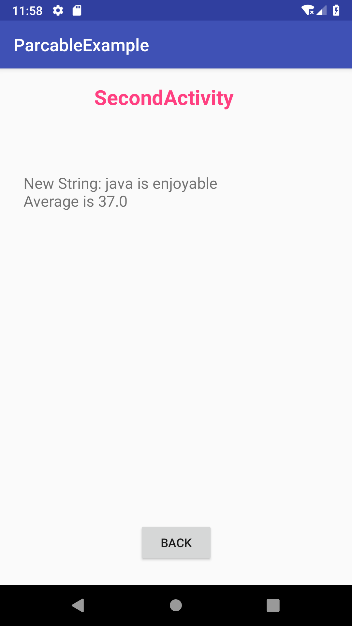 11:58
ParcableExample
SecondActivity
New String: java is enjoyable
Average is 37.0
BACK